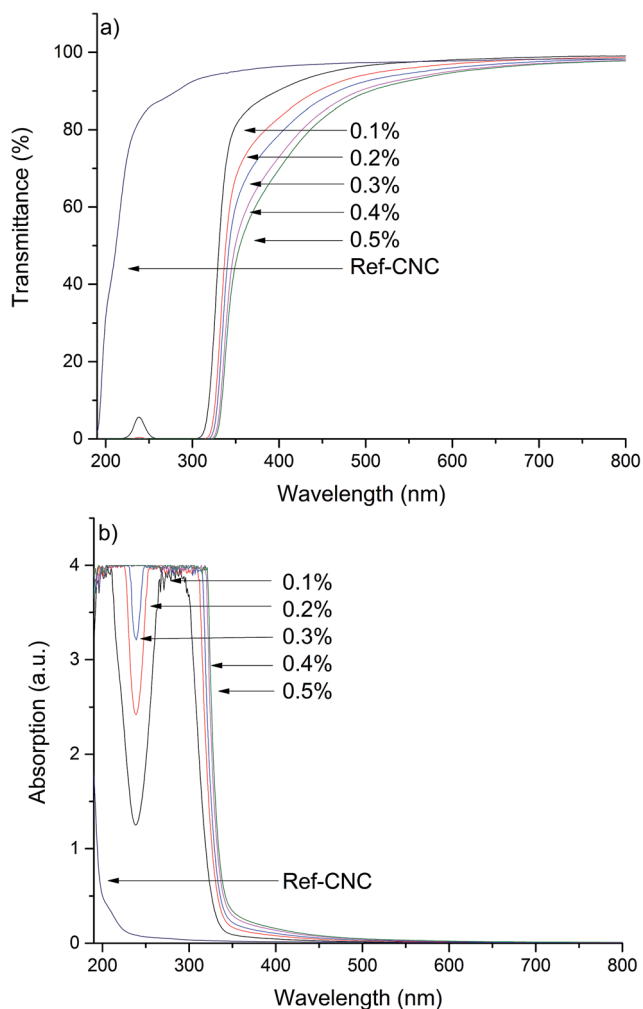 a)
Transmittance (%)
100
80
60
40
20
0
0.1%
0.2%
0.3%
0.4%
0.5%
Ref-CNC
200 300 400 500 600 700 800
Wavelength (nm)
b)
Absorption (a.u.)
4
3
2
1
0
0.1%
0.2%
0.3%
0.4%
0.5%
Ref-CNC
200 300 400 500 600 700 800
Wavelength (nm)